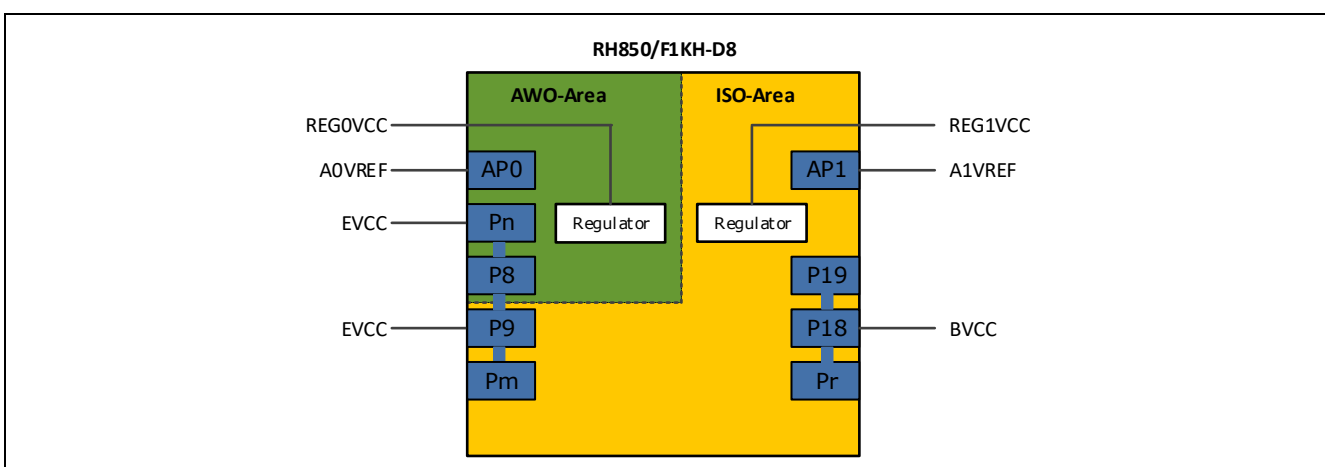 RH850/F1KH-D8
AWO-Area ISO-Area
REG0VCC REG1VCC
A0VREF AP0 AP1 A1VREF
EVCC Pn Regulator Regulator
P8 P19
EVCC P9 P18 BVCC
Pm Pr